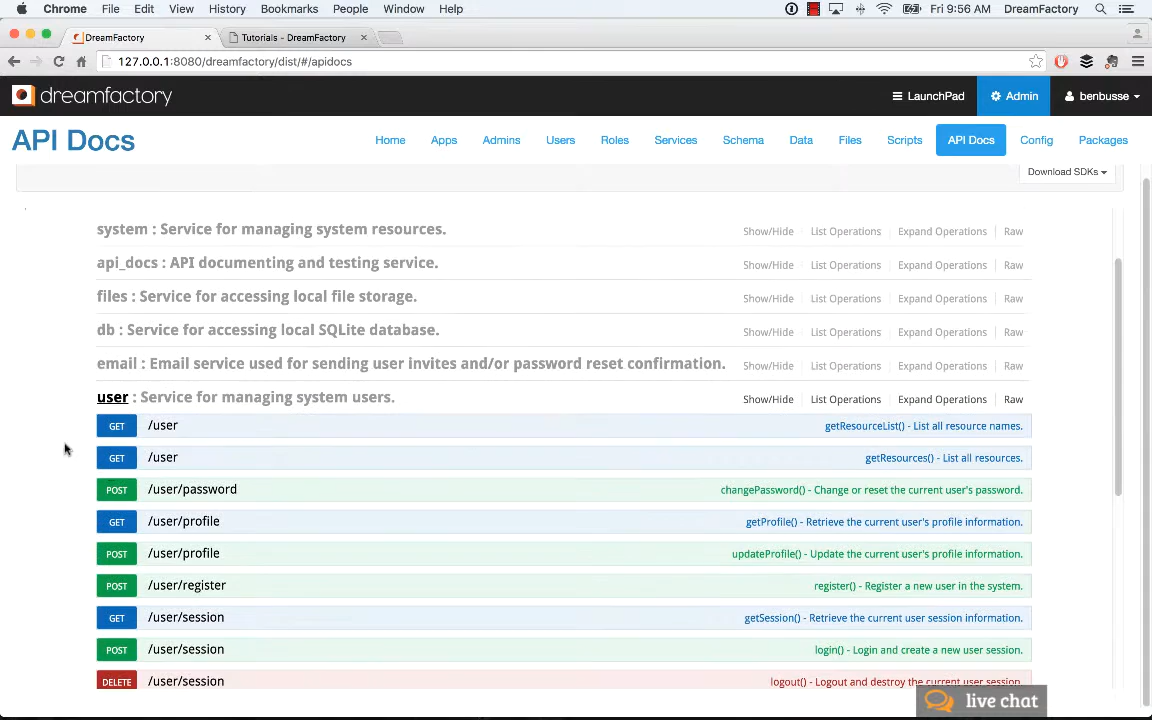 Chrome File Edit View History Bookmarks People Window Help Fri 9:56 AM DreamFactory
DreamFactory × Tutorials - DreamFactory ×
127.0.0.1:8080/dreamfactory/dist/#/apidocs
dreamfactory LaunchPad Admin benbusse
API Docs Home Apps Admins Users Roles Services Schema Data Files Scripts API Docs Config Packages
Download SDKs
system : Service for managing system resources. Show/Hide List Operations Expand Operations Raw
api_docs : API documenting and testing service. Show/Hide List Operations Expand Operations Raw
files : Service for accessing local file storage. Show/Hide List Operations Expand Operations Raw
db : Service for accessing local SQLite database. Show/Hide List Operations Expand Operations Raw
email : Email service used for sending user invites and/or password reset confirmation. Show/Hide List Operations Expand Operations Raw
user : Service for managing system users. Show/Hide List Operations Expand Operations Raw
GET /user getResourceList() - List all resource names.
GET /user getResources() - List all resources.
POST /user/password changePassword() - Change or reset the current user's password.
GET /user/profile getProfile() - Retrieve the current user's profile information.
POST /user/profile updateProfile() - Update the current user's profile information.
POST /user/register register() - Register a new user in the system.
GET /user/session getSession() - Retrieve the current user session information.
POST /user/session login() - Login and create a new user session.
DELETE /user/session logout() - Logout and destroy the current user session.
live chat